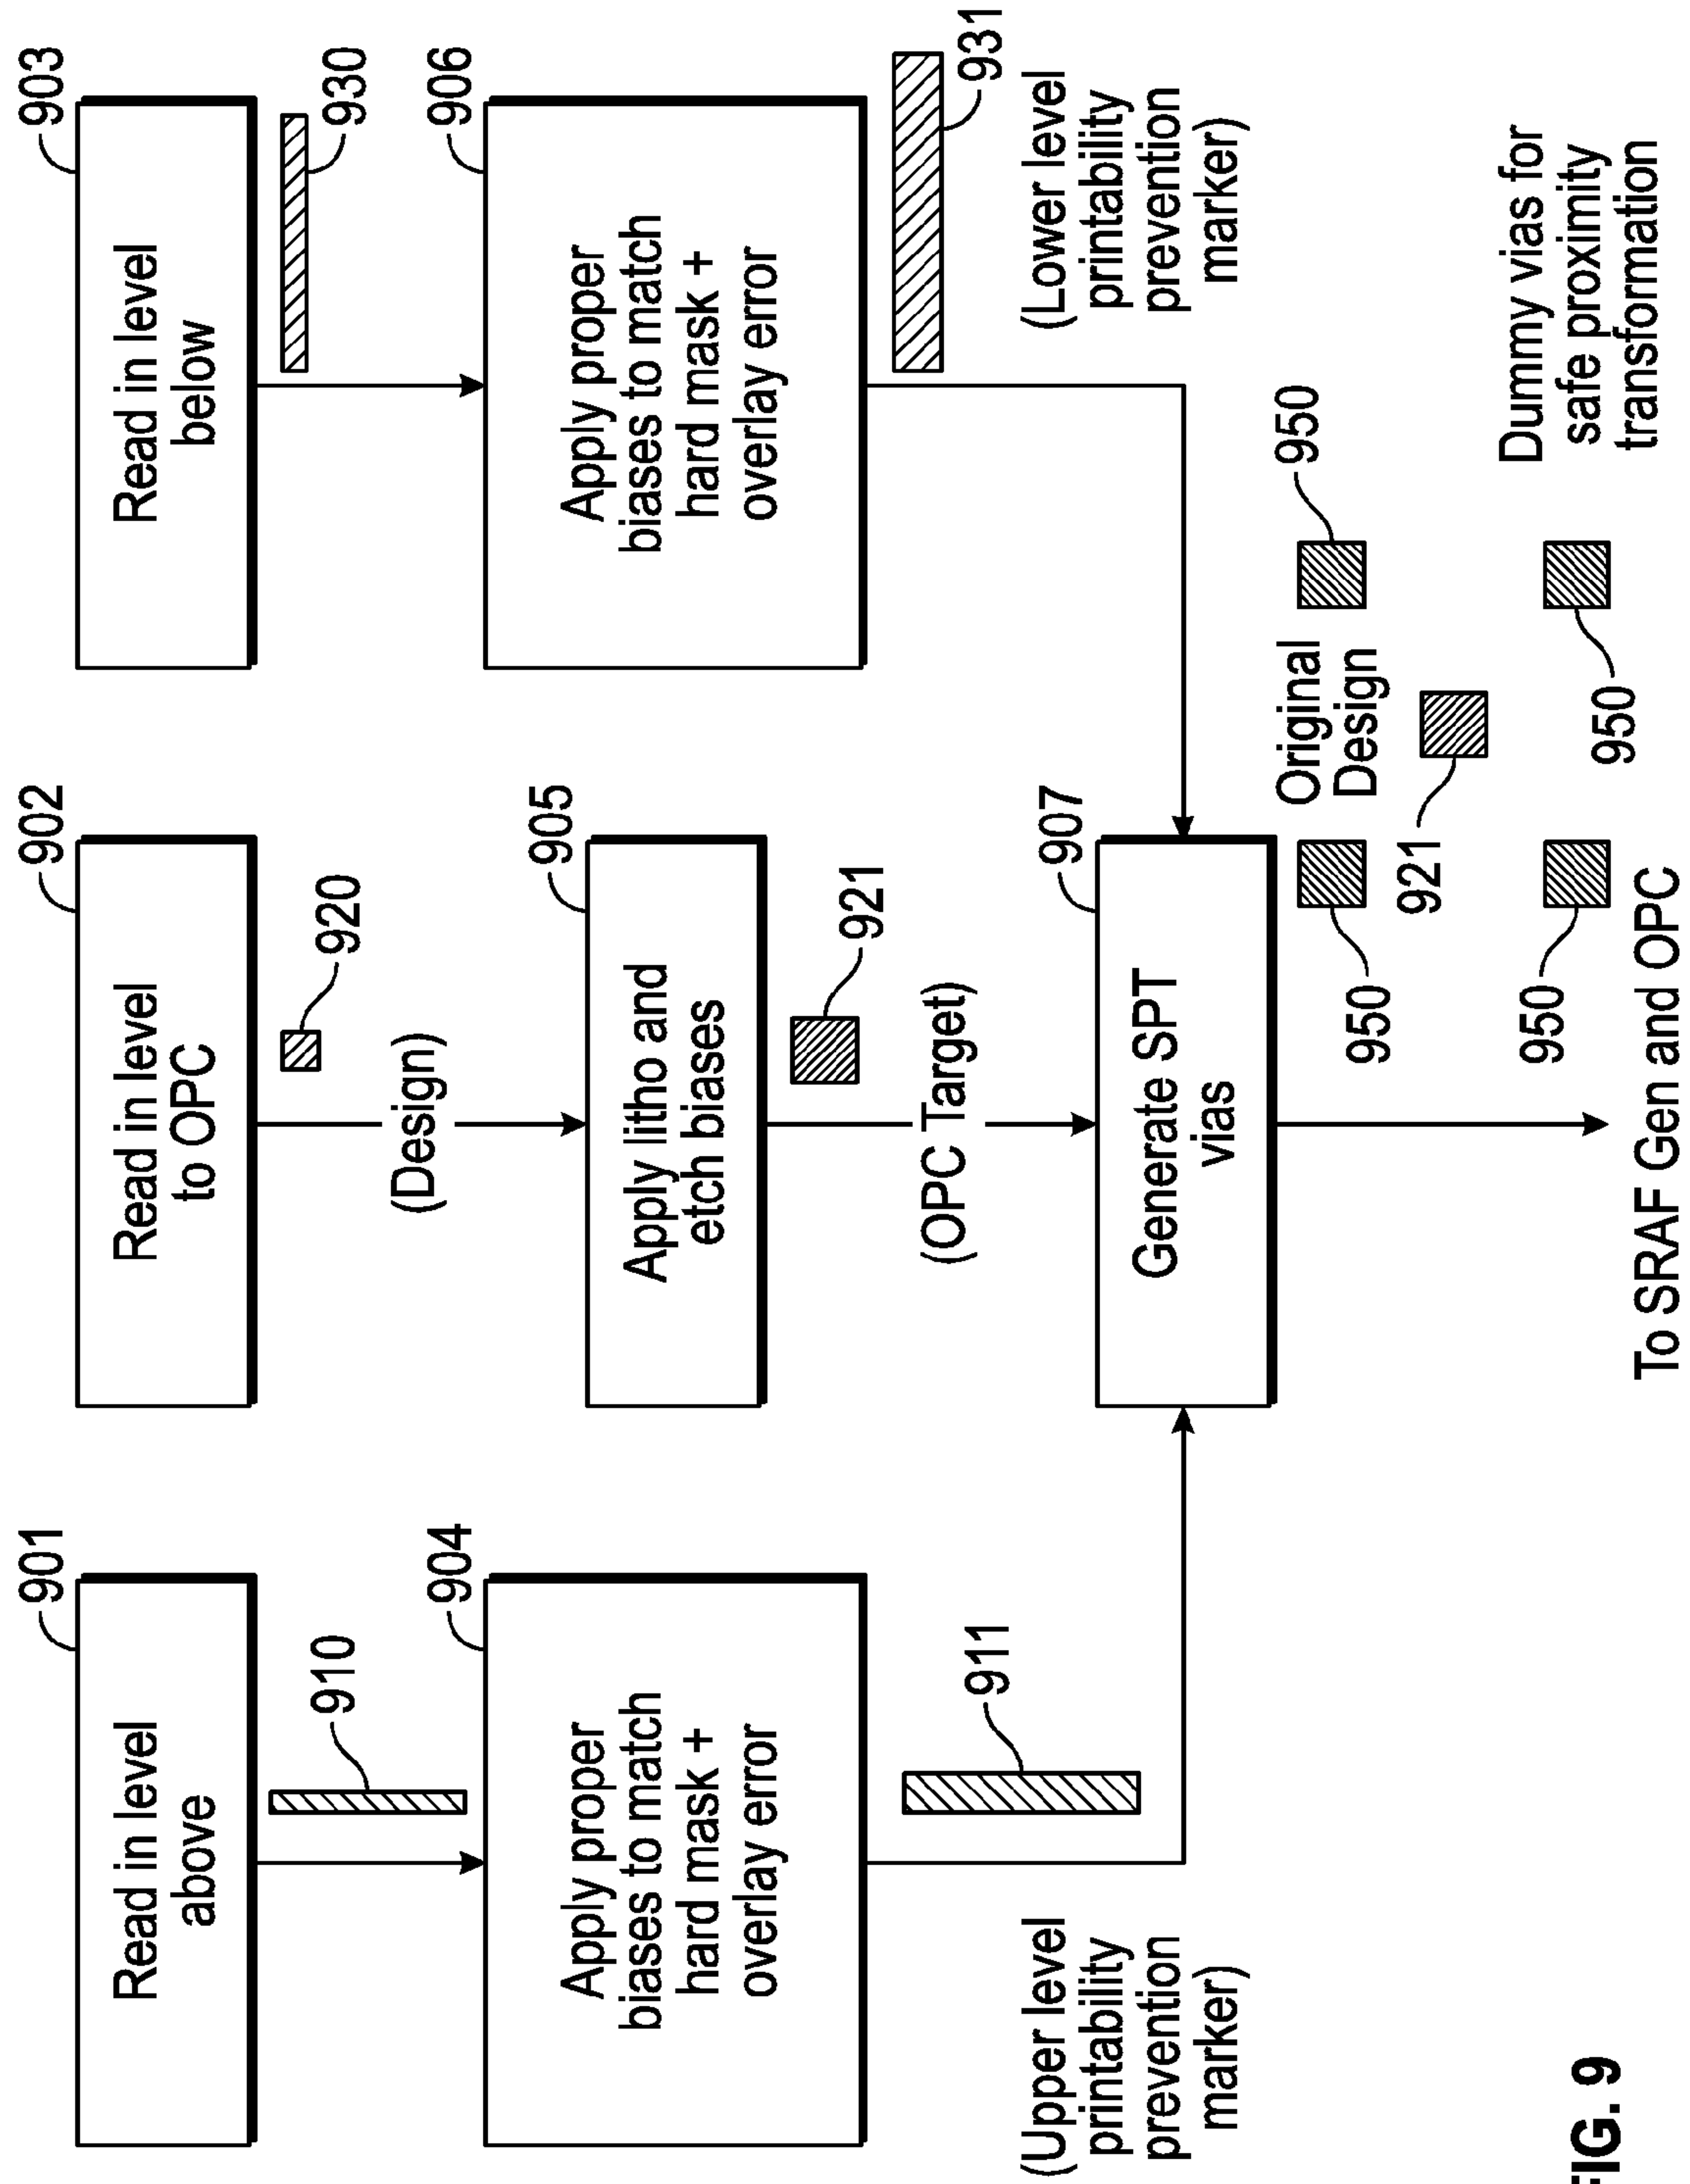 901
Read in level
above
910
904
Apply proper
biases to match
hard mask +
overlay error
911
(Upper level
printability
prevention
marker)
902
Read in level
to OPC
920
(Design)
905
Apply litho and
etch biases
921
(OPC Target)
907
Generate SPT
vias
903
Read in level
below
930
906
Apply proper
biases to match
hard mask +
overlay error
931
(Lower level
printability
prevention
marker)
Original
Design
950
950
921
950
950
Dummy vias for
safe proximity
transformation
To SRAF Gen and OPC
FIG. 9